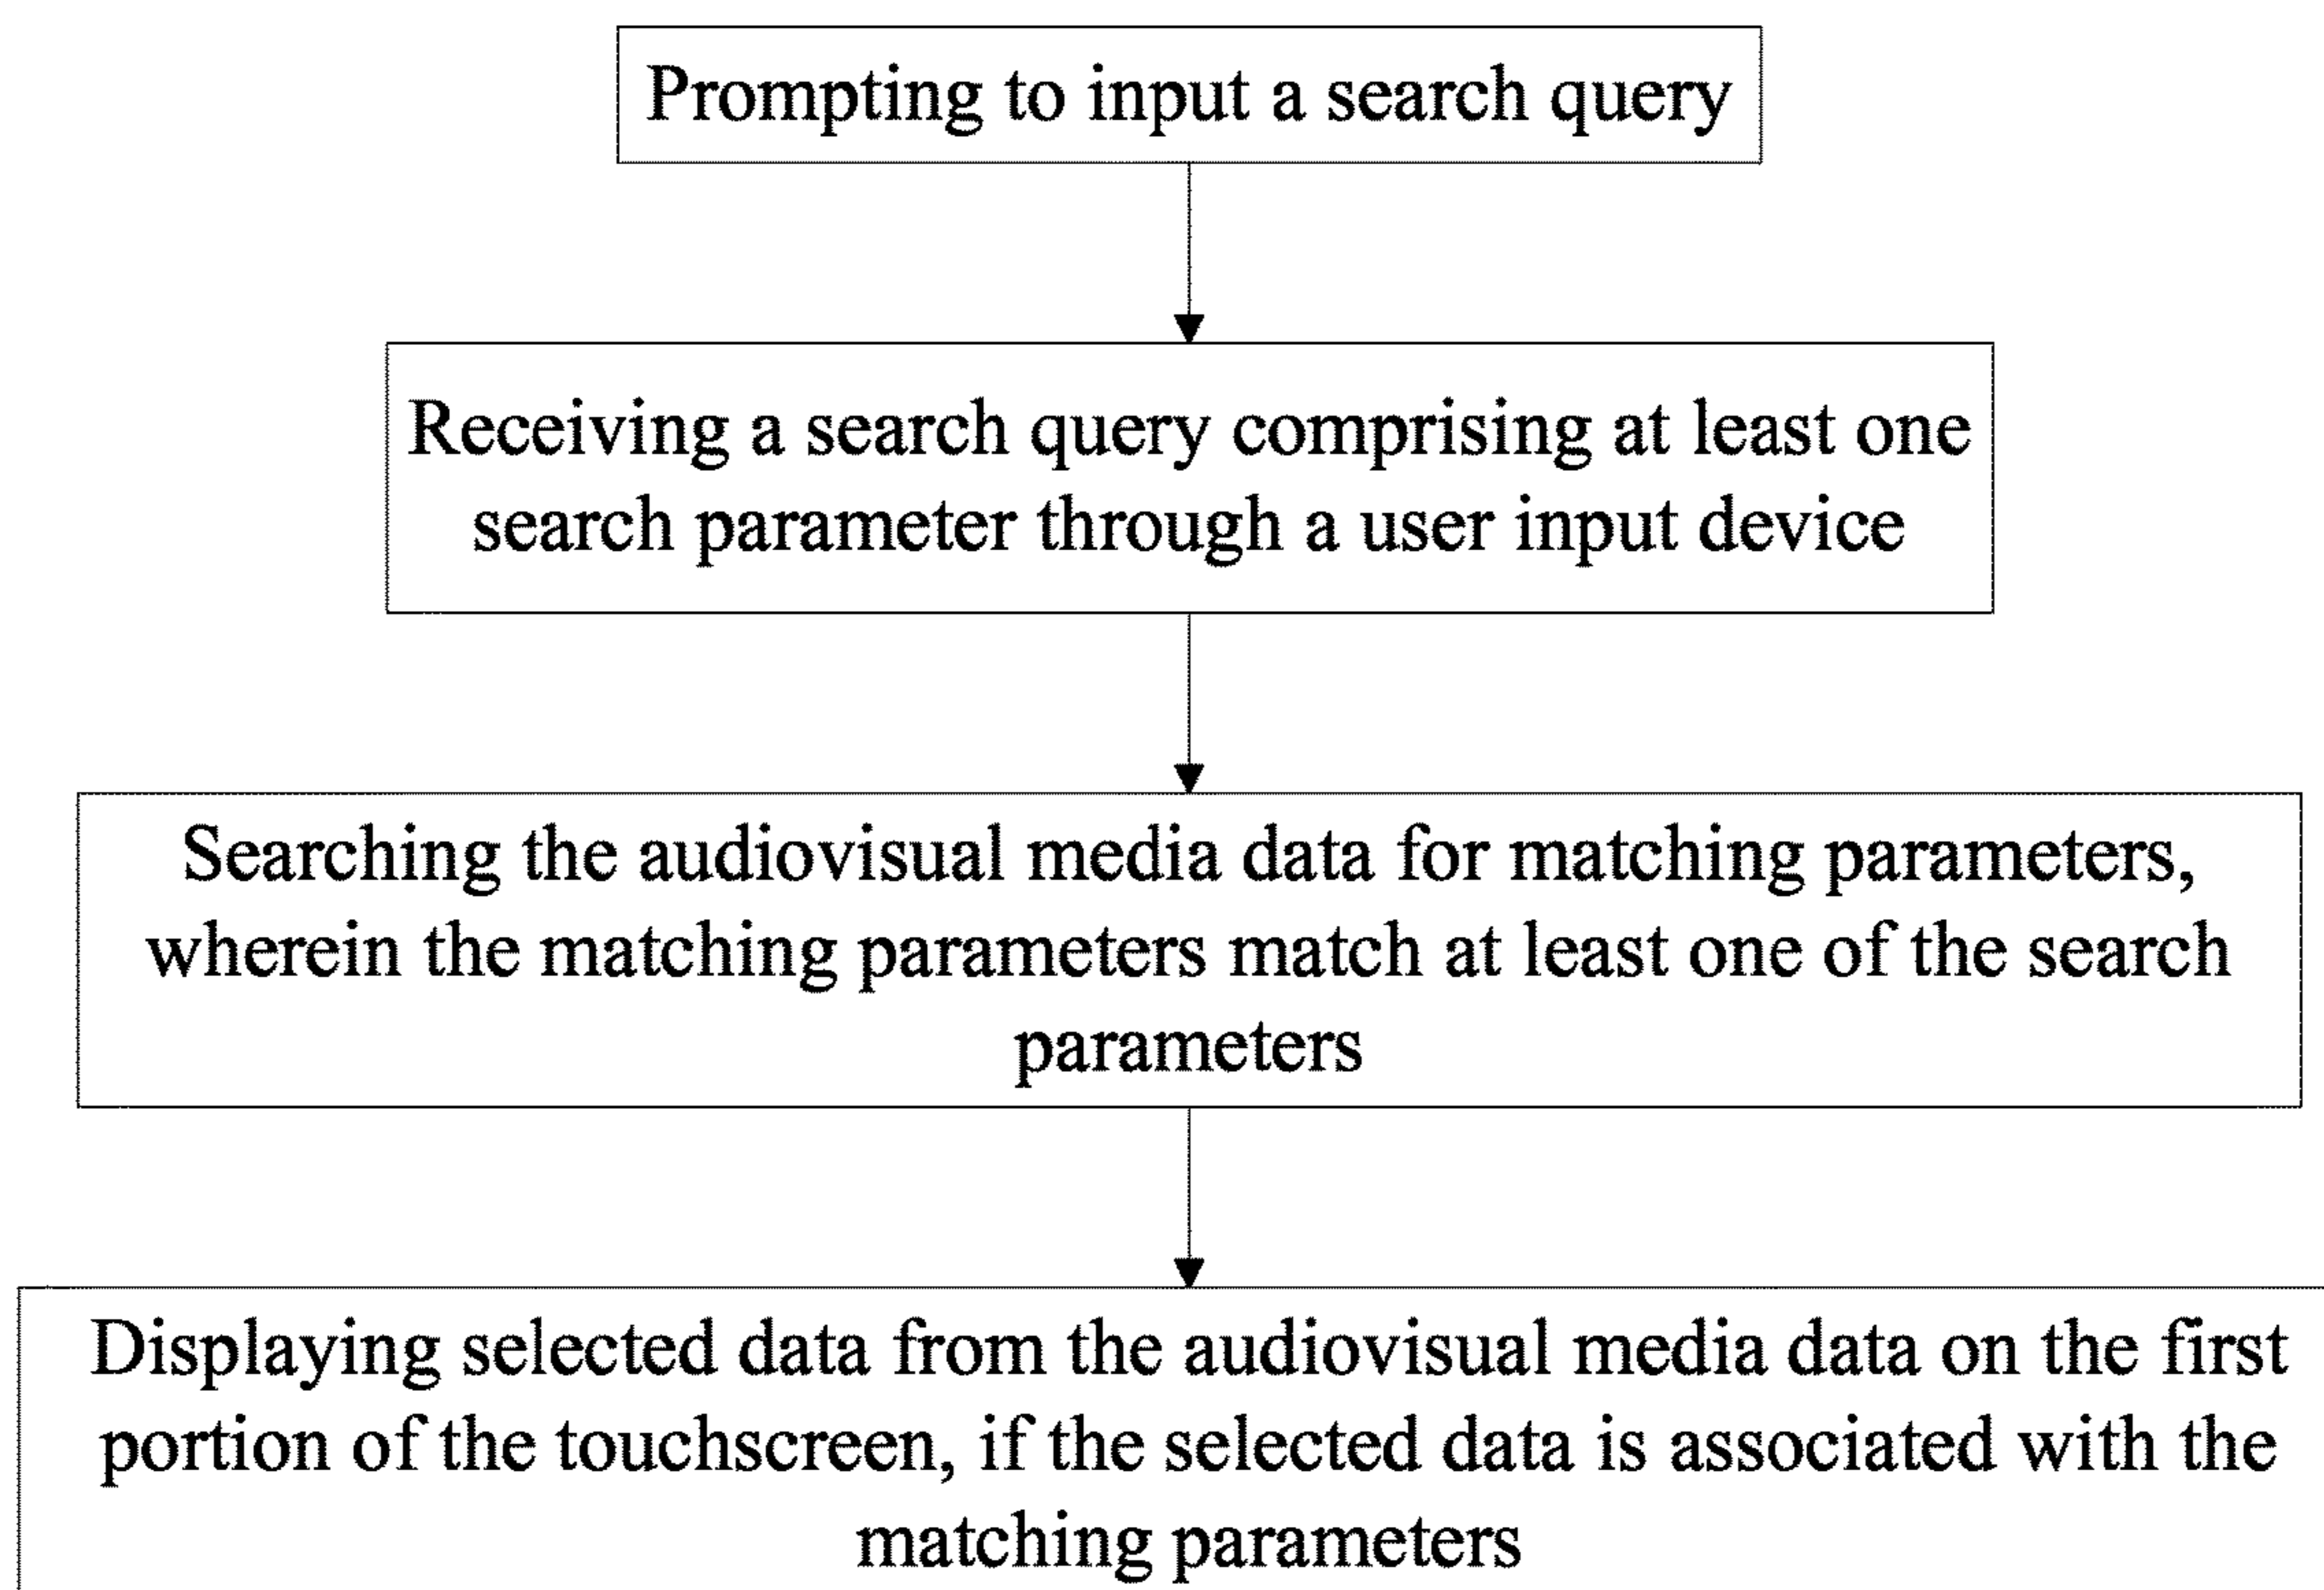 Prompting to input a search query
Receiving a search query comprising at least one
search parameter through a user input device
Searching the audiovisual media data for matching parameters,
wherein the matching parameters match at least one of the search
parameters
Displaying selected data from the audiovisual media data on the first
portion of the touchscreen, if the selected data is associated with the
matching parameters